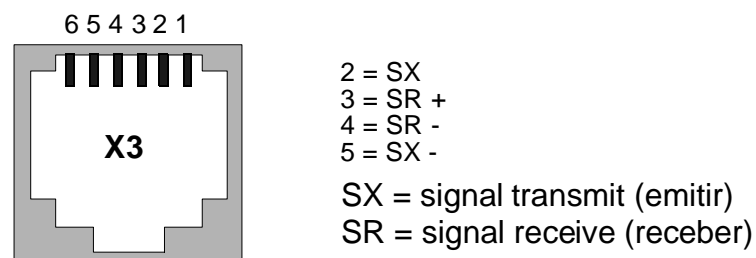 6 5 4 3 2 1
X3
2 = SX
3 = SR +
4 = SR -
5 = SX -
SX = signal transmit (emitir)
SR = signal receive (receber)